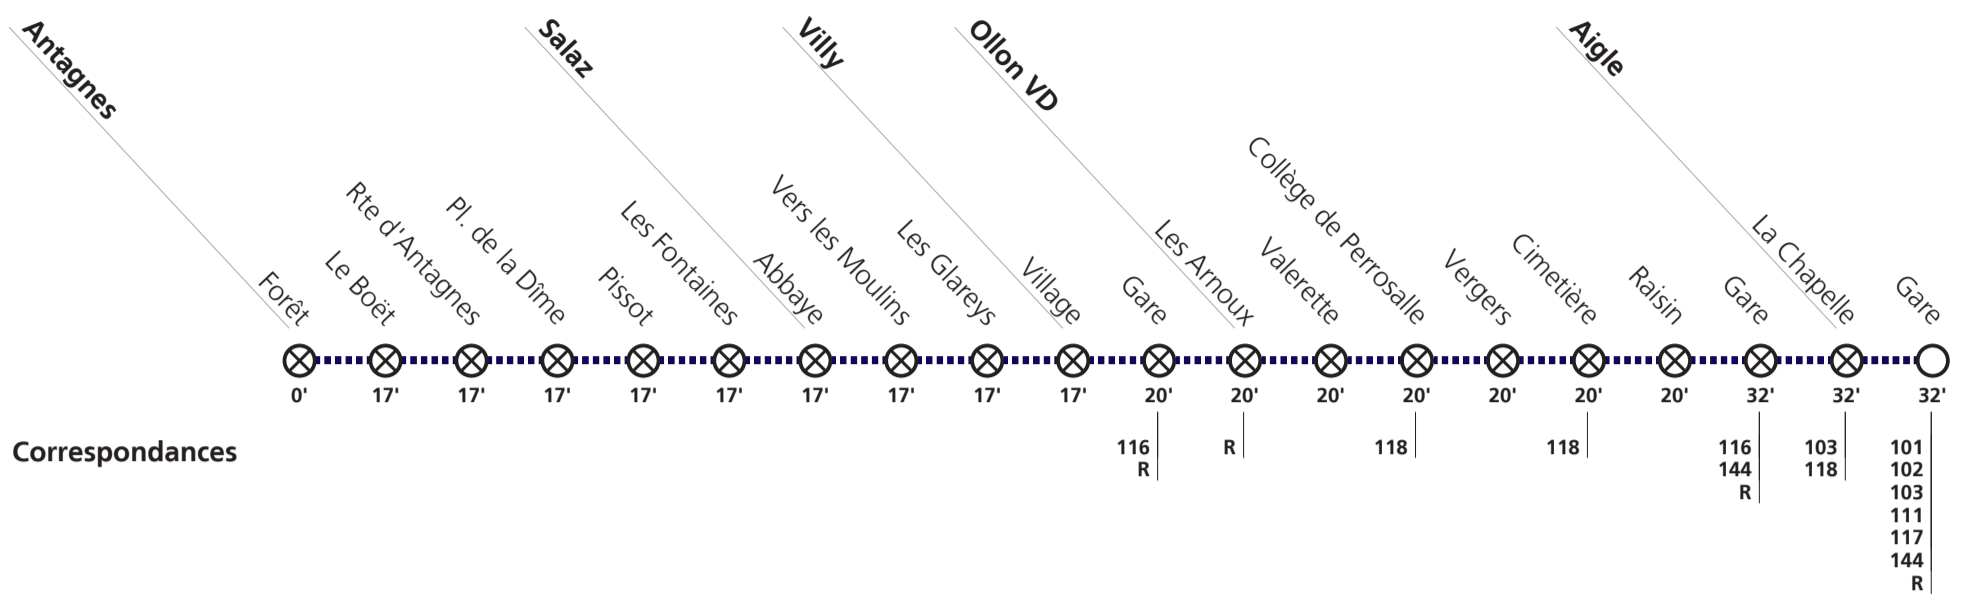 Antagnes
Salaz
Villy
Ollon VD
Aigle
Forêt
Le Boët
Rte d'Antagnes
Pl. de la Dîme
Pissot
Les Fontaines
Abbaye
Vers les Moulins
Les Glareys
Village
Gare
Les Arnoux
Valerette
Collège de Perrosalle
Vergers
Cimetière
Raisin
Gare
La Chapelle
Gare
0' 17' 17' 17' 17' 17' 17' 17' 17' 17' 20' 20' 20' 20' 20' 20' 20' 32' 32' 32'
Correspondances
116
R
R
118
118
116
144
R
103
118
101
102
103
111
117
144
R